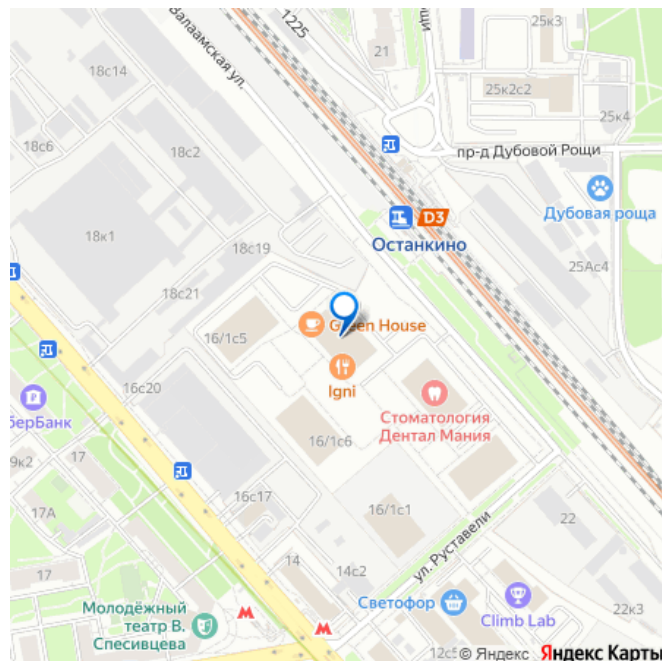 Валаамская ул.
1225
25к3
21
25к2с2
25к4
18с14
18с6
18с2
пр-д Дубовой Рощи
Дубовая роща
D3
Останкино
18к1
18с19
25Ас4
18с21
Green House
16/1с5
Igni
16с20
Стоматология
Дентал Мания
берБанк
9к2
17
16/1с6
17А
16с17
16/1с1
22
ул. Руставели
17
14
14с2
Светофор
Climb Lab
22к3
Молодёжный
театр В.
Спесивцева
12с5
© Яндекс Яндекс Карты